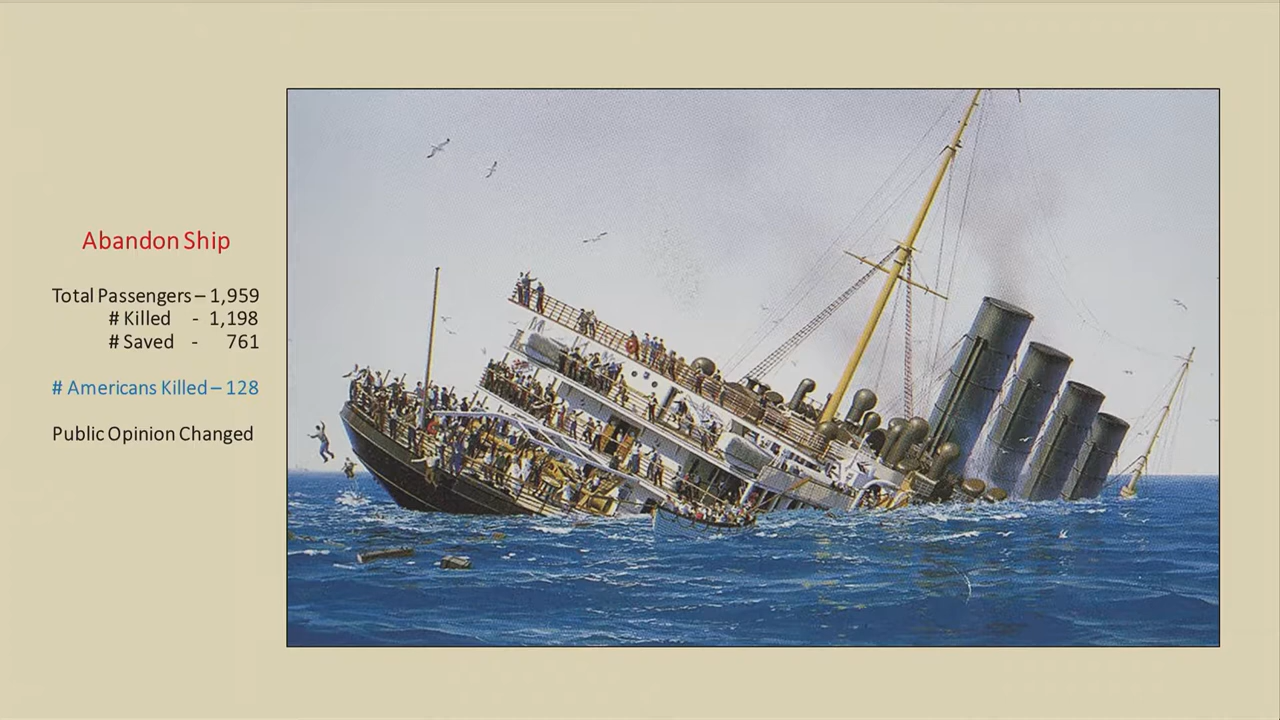 Abandon Ship
Total Passengers – 1,959
# Killed - 1,198
# Saved - 761
# Americans Killed – 128
Public Opinion Changed